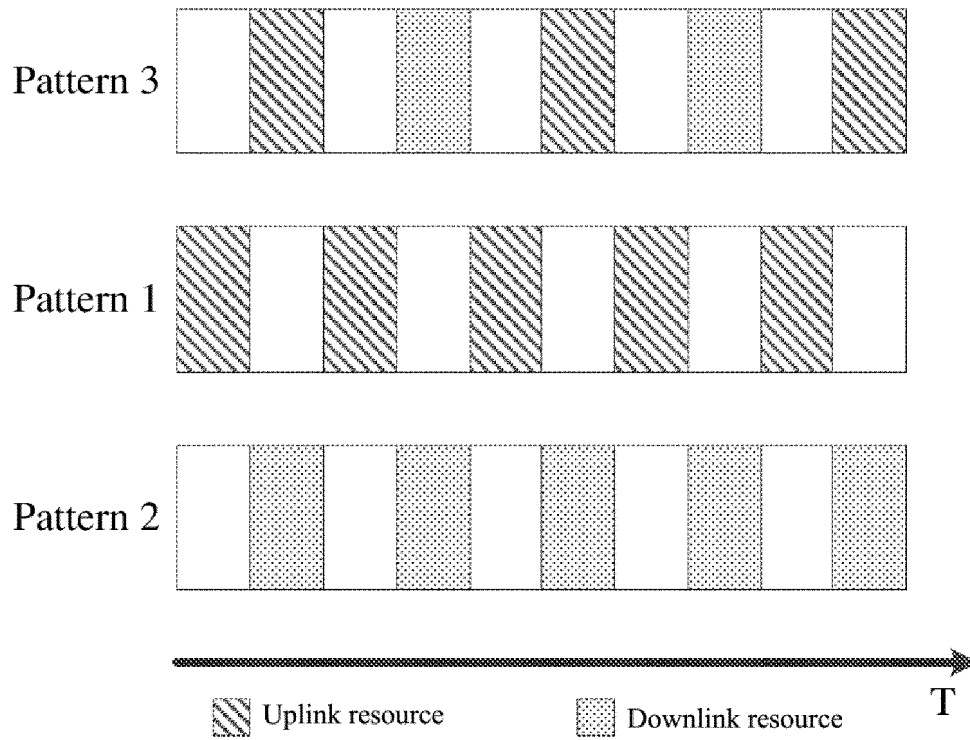 Pattern 3
Pattern 1
Pattern 2
T
Uplink resource
Downlink resource